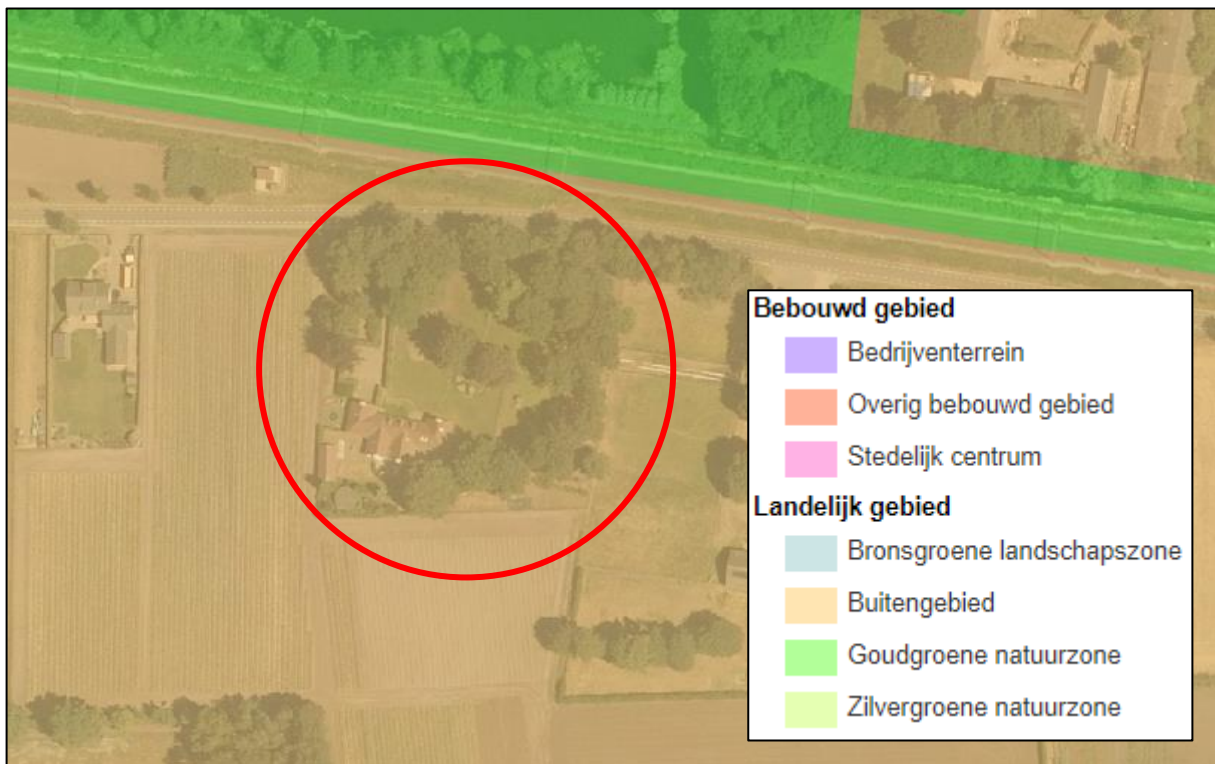 Bebouwd gebied
Bedrijventerrein
Overig bebouwd gebied
Stedelijk centrum
Landelijk gebied
Bronsgroene landschapszone
Buitengebied
Goudgroene natuurzone
Zilvergroene natuurzone